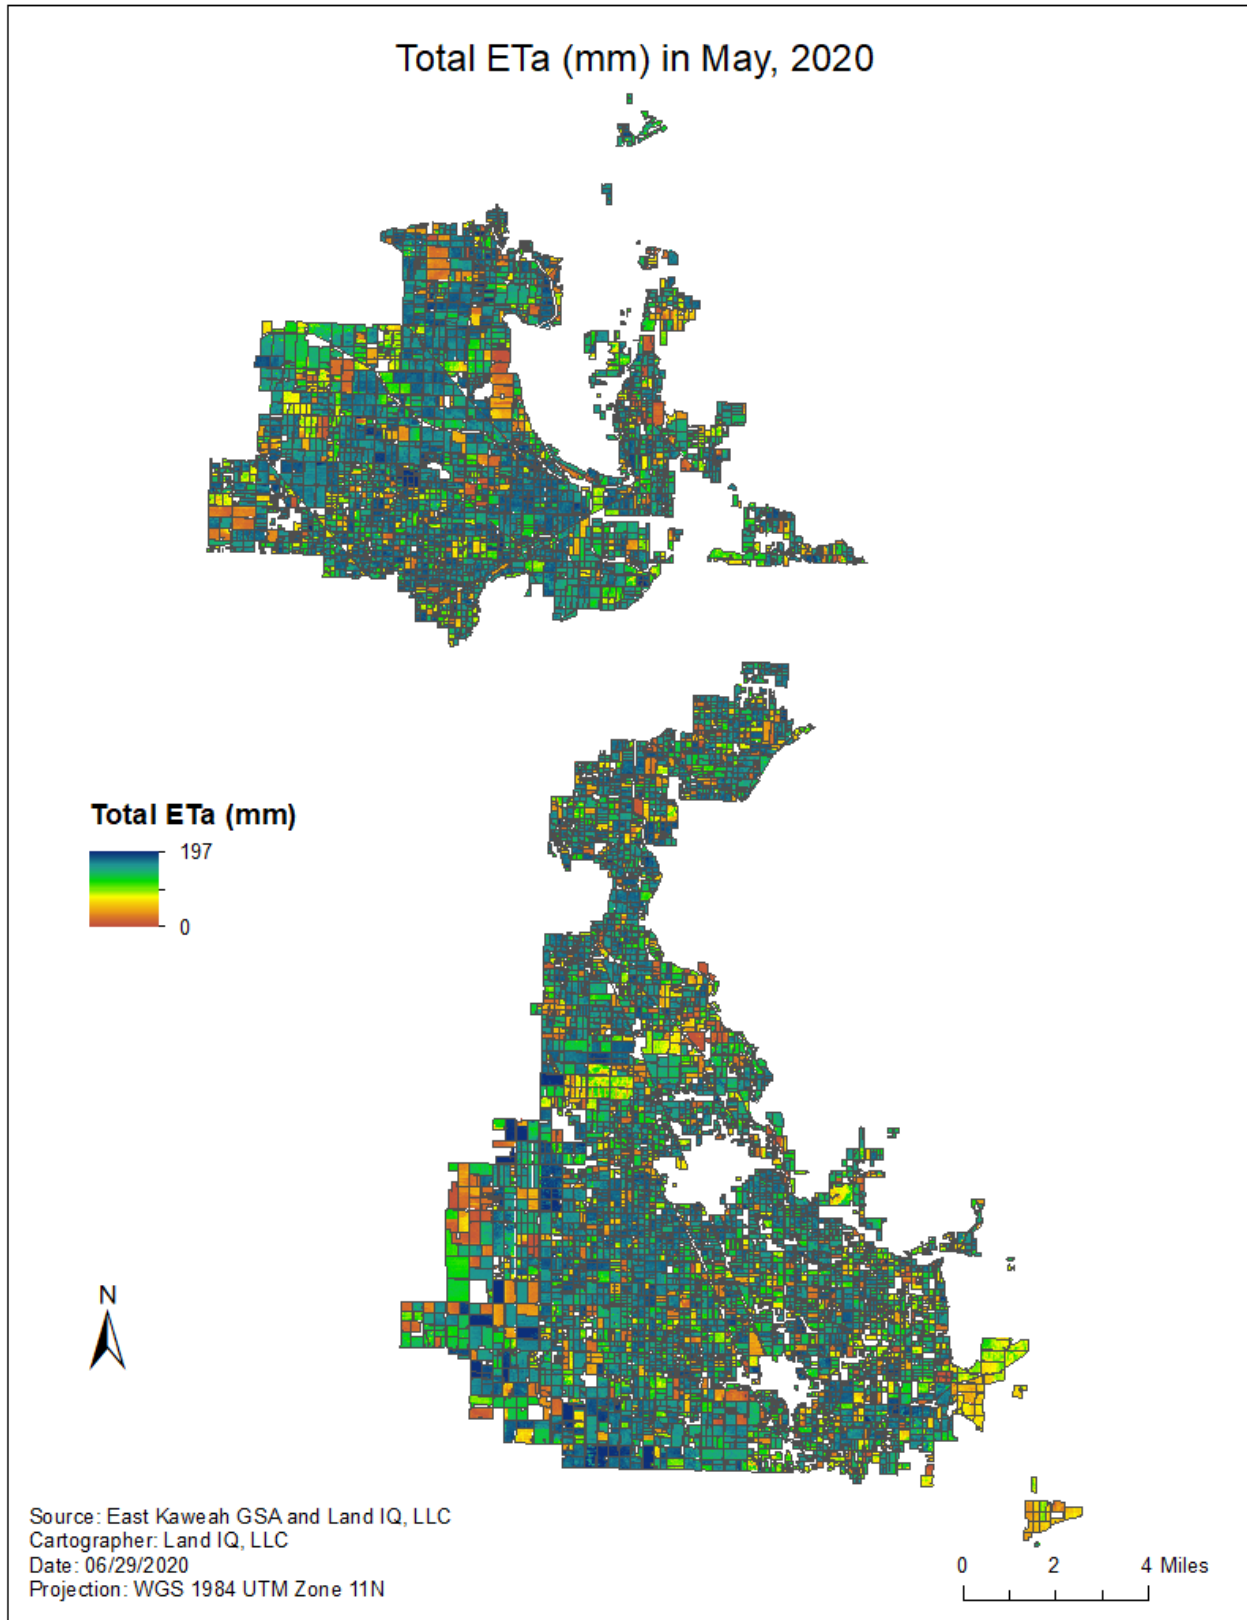 Total ETa (mm) in May, 2020
Total ETa (mm)
197
0
N
Source: East Kaweah GSA and Land IQ, LLC
Cartographer: Land IQ, LLC
Date: 06/29/2020
Projection: WGS 1984 UTM Zone 11N
0 2 4 Miles